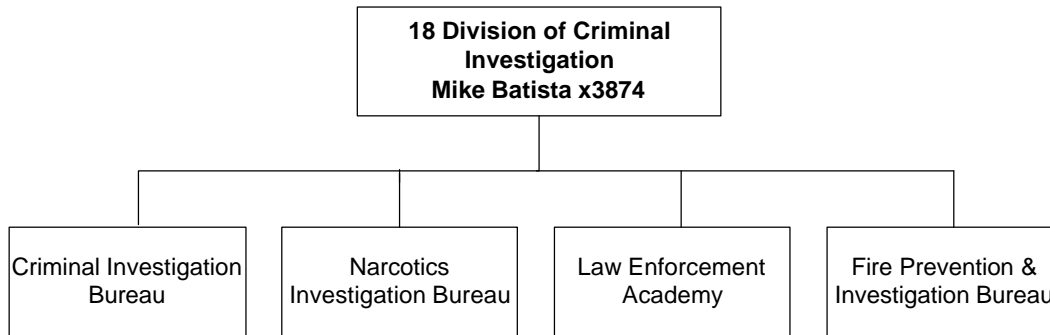 18 Division of Criminal
Investigation
Mike Batista x3874
Criminal Investigation
Bureau
Narcotics
Investigation Bureau
Law Enforcement
Academy
Fire Prevention &
Investigation Bureau